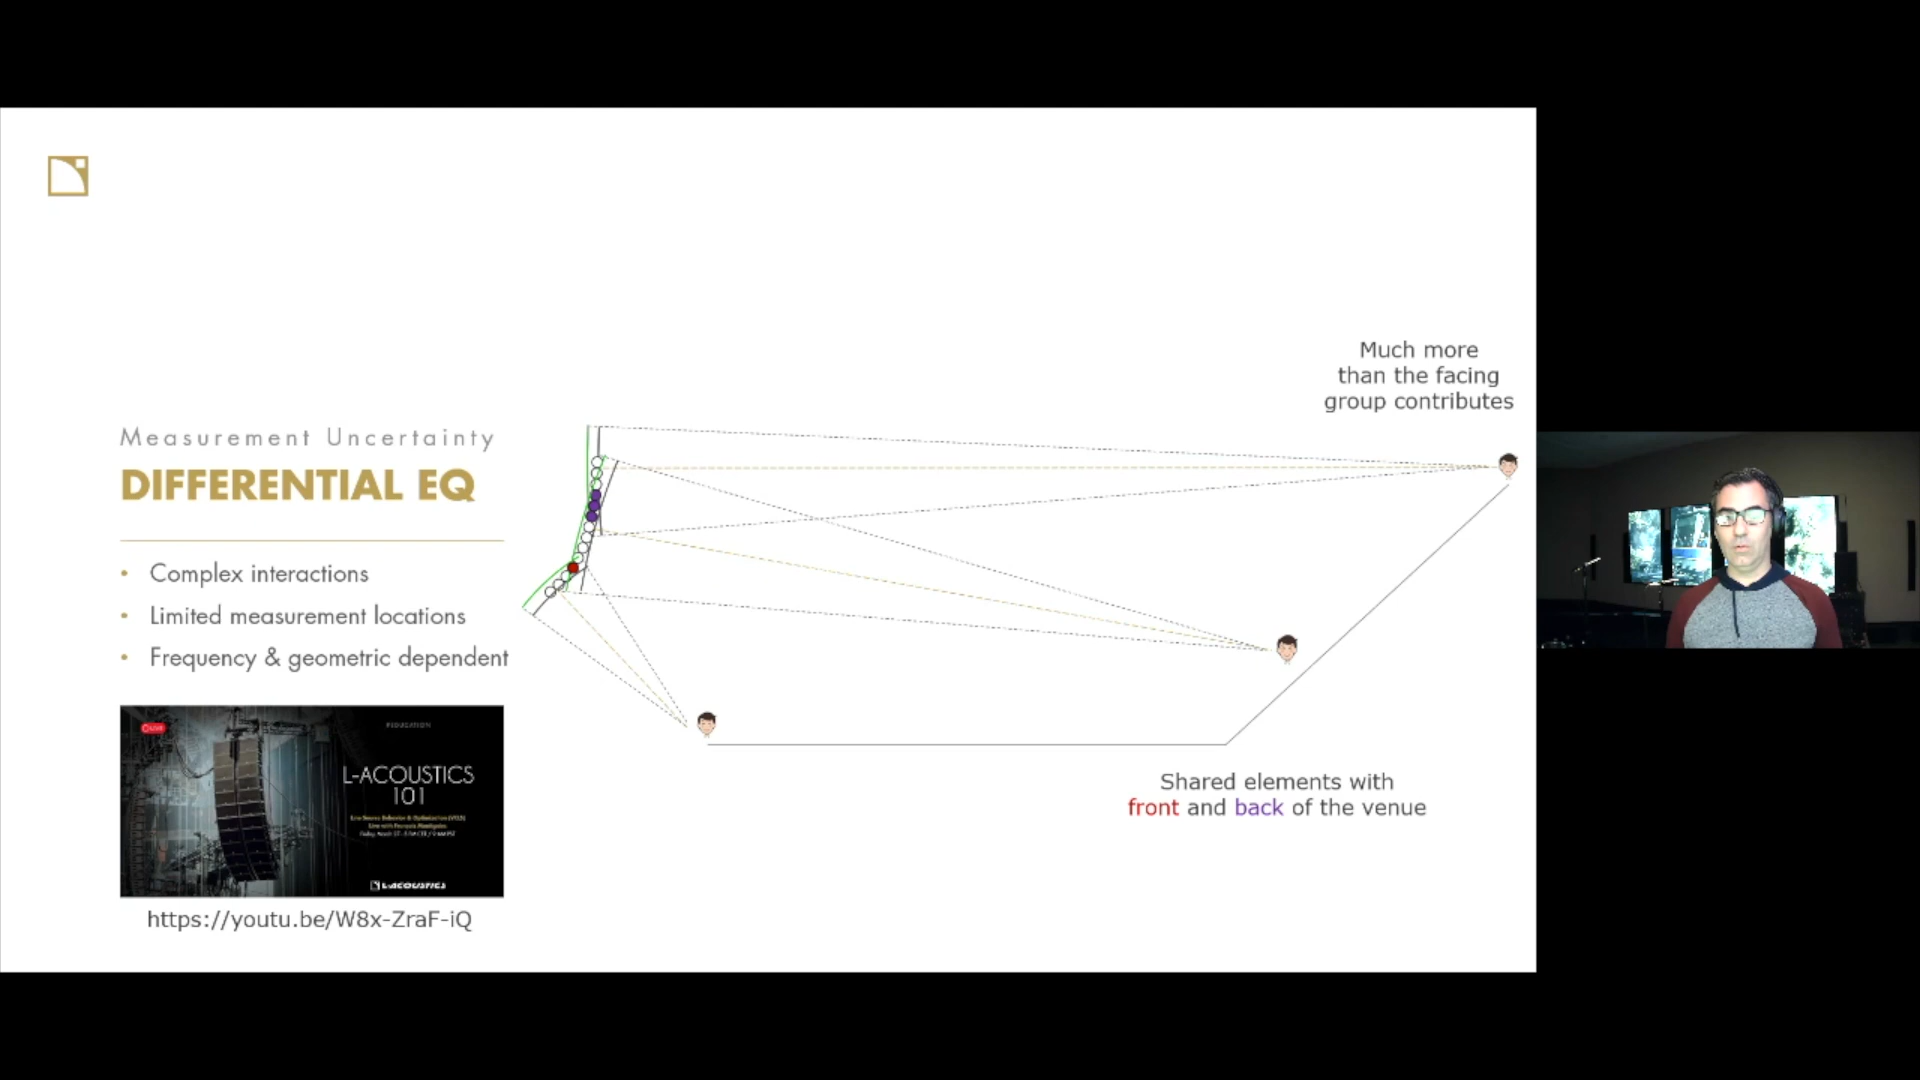 Measurement Uncertainty
DIFFERENTIAL EQ
• Complex interactions
• Limited measurement locations
• Frequency & geometric dependent
L-ACOUSTICS
101
L-ACOUSTICS
https://youtu.be/W8x-ZraF-iQ
Much more
than the facing
group contributes
Shared elements with
front and back of the venue